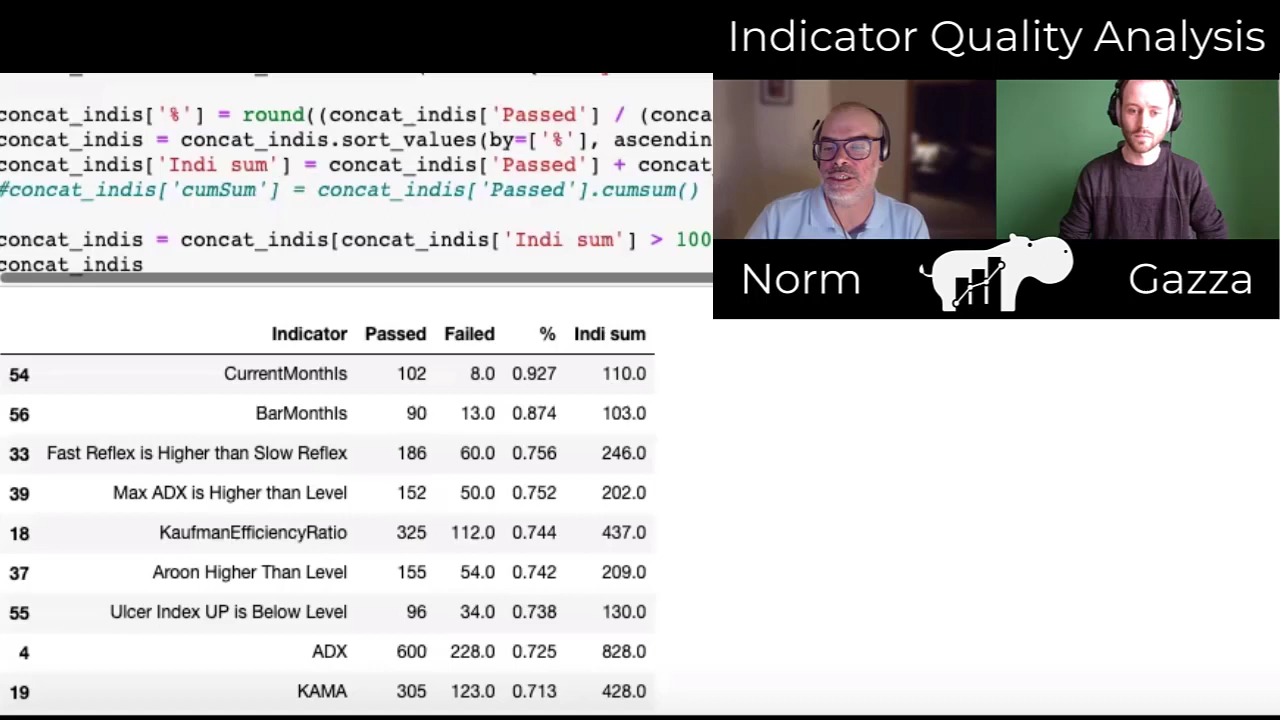 Indicator Quality Analysis
concat_indis['%'] = round((concat_indis['Passed'] / (conca
concat_indis = concat_indis.sort_values(by=['%'], ascendin
concat_indis['Indi sum'] = concat_indis['Passed'] + concat_
#concat_indis['cumSum'] = concat_indis['Passed'].cumsum()
concat_indis = concat_indis[concat_indis['Indi sum'] > 100
concat_indis
Norm
Gazza
Indicator Passed Failed % Indi sum
54 CurrentMonthIs 102 8.0 0.927 110.0
56 BarMonthIs 90 13.0 0.874 103.0
33 Fast Reflex is Higher than Slow Reflex 186 60.0 0.756 246.0
39 Max ADX is Higher than Level 152 50.0 0.752 202.0
18 KaufmanEfficiencyRatio 325 112.0 0.744 437.0
37 Aroon Higher Than Level 155 54.0 0.742 209.0
55 Ulcer Index UP is Below Level 96 34.0 0.738 130.0
4 ADX 600 228.0 0.725 828.0
19 KAMA 305 123.0 0.713 428.0